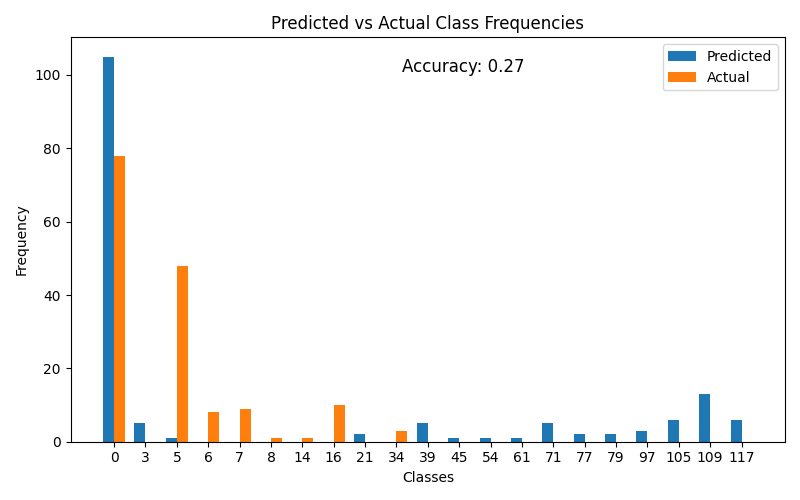 Predicted vs Actual Class Frequencies
Accuracy: 0.27
Predicted
Actual
Frequency
100
80
60
40
20
0
0 3 5 6 7 8 14 16 21 34 39 45 54 61 71 77 79 97 105 109 117
Classes